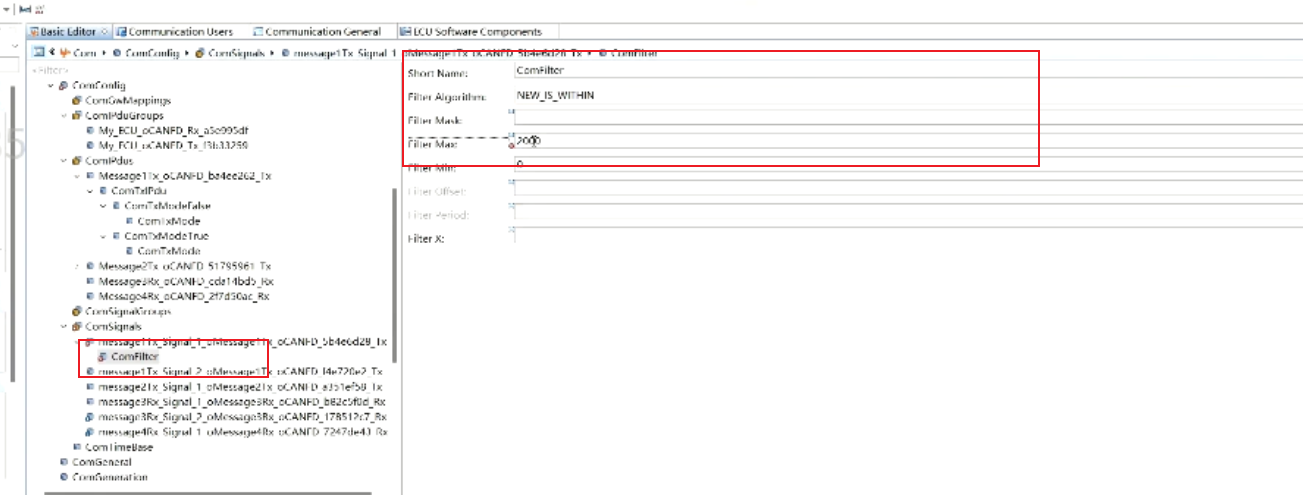 Basic Editor
Communication Users
Communication General
ECU Software Components
Com
ComConfig
ComSignals
message1Tx_Signal_1_oMessage1Tx_oCANFD_5b4e6d28_Tx
ComFilter
<Filter>
ComConfig
ComGwMappings
ComIPduGroups
My_ECU_oCANFD_Rx_a5e995df
My_ECU_oCANFD_Tx_f3b33259
ComIPdus
Message1Tx_oCANFD_ba4ee262_Tx
ComTxIPdu
ComTxModeFalse
ComTxMode
ComTxModeTrue
ComTxMode
Message2Tx_oCANFD_51795961_Tx
Message3Rx_oCANFD_cda14bd5_Rx
Message4Rx_oCANFD_2f7d50ac_Rx
ComSignalGroups
ComSignals
message1Tx_Signal_1_oMessage1Tx_oCANFD_5b4e6d28_Tx
ComFilter
message1Tx_Signal_2_oMessage1Tx_oCANFD_f4e720e2_Tx
message2Tx_Signal_1_oMessage2Tx_oCANFD_a351ef58_Tx
message3Rx_Signal_1_oMessage3Rx_oCANFD_b82c5f0d_Rx
message3Rx_Signal_2_oMessage3Rx_oCANFD_178512c7_Rx
message4Rx_Signal_1_oMessage4Rx_oCANFD_7247de43_Rx
ComTimeBase
ComGeneral
ComGeneration
Short Name: ComFilter
Filter Algorithm: NEW_IS_WITHIN
Filter Mask:
Filter Max: 2000
Filter Min: 0
Filter Offset:
Filter Period:
Filter X: